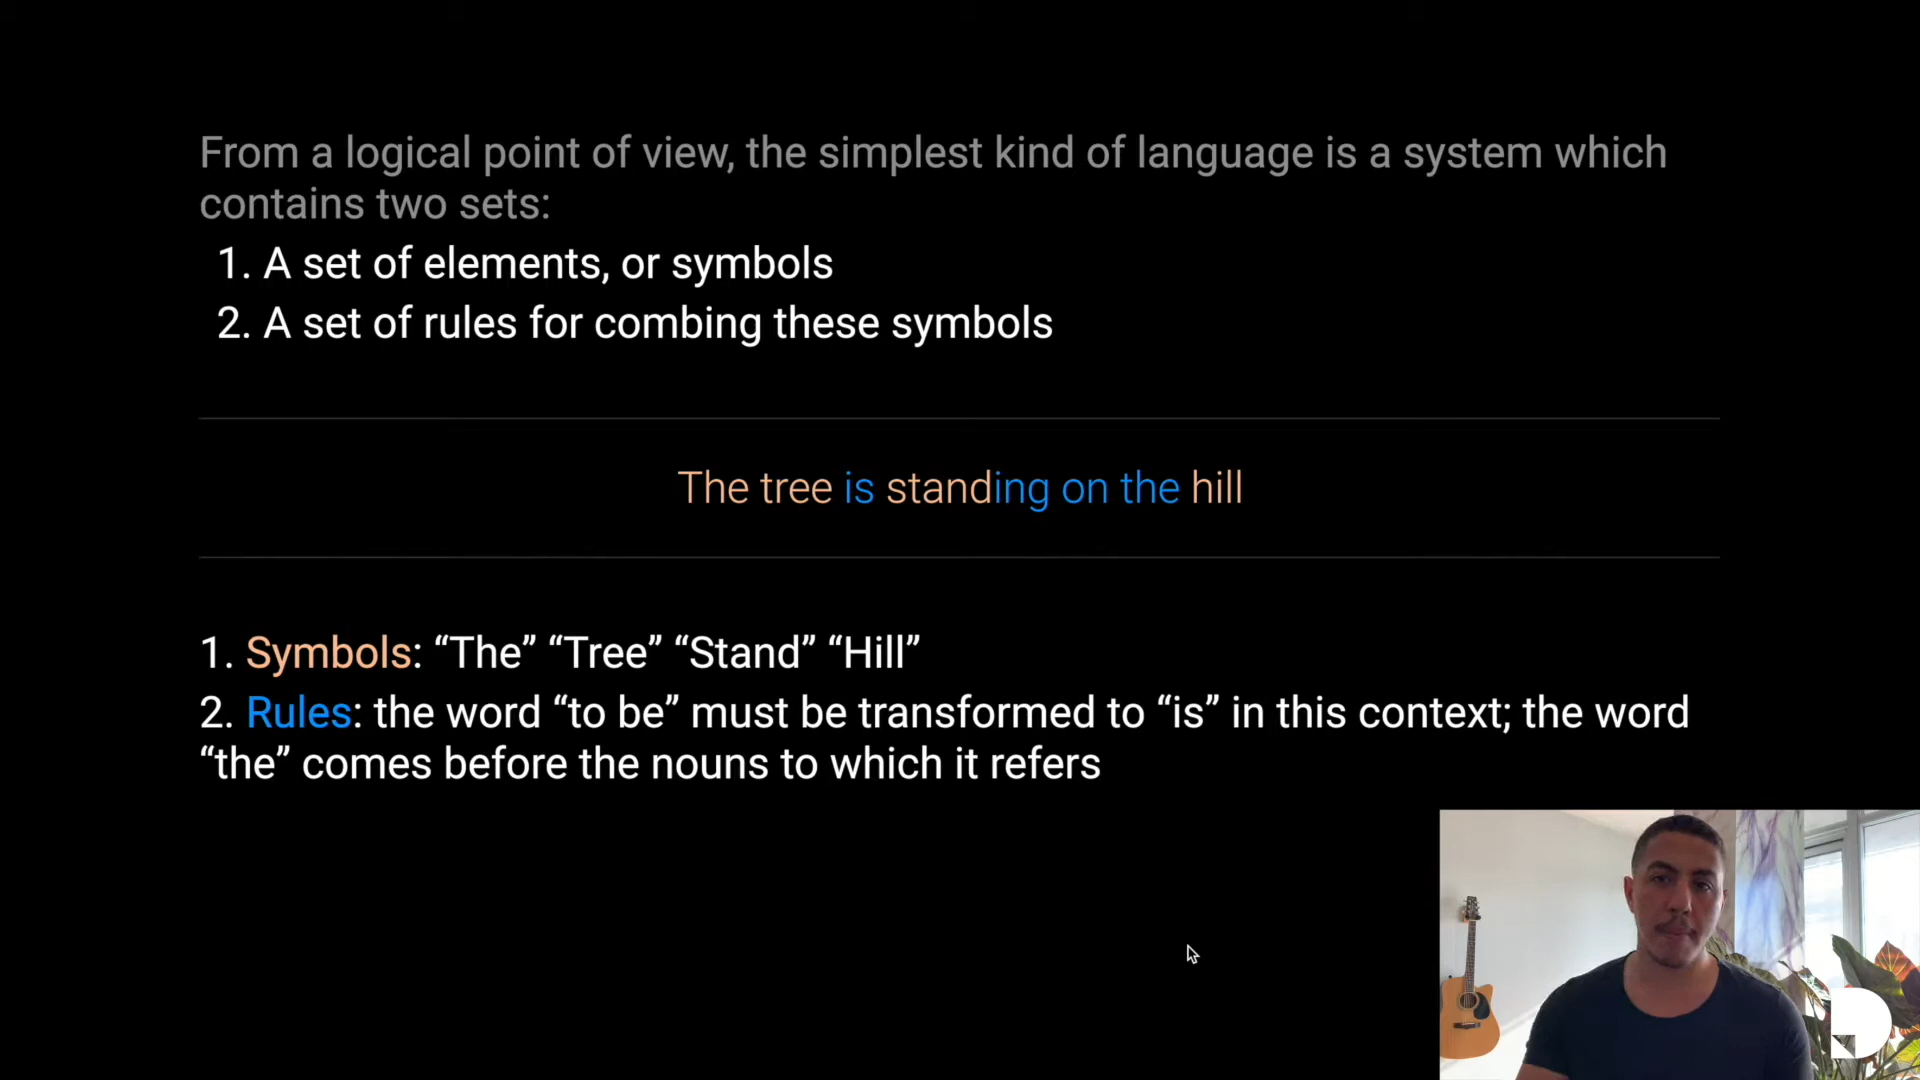 From a logical point of view, the simplest kind of language is a system which
contains two sets:
1. A set of elements, or symbols
2. A set of rules for combing these symbols
The tree is standing on the hill
1. Symbols: “The” “Tree” “Stand” “Hill”
2. Rules: the word “to be” must be transformed to “is” in this context; the word
“the” comes before the nouns to which it refers